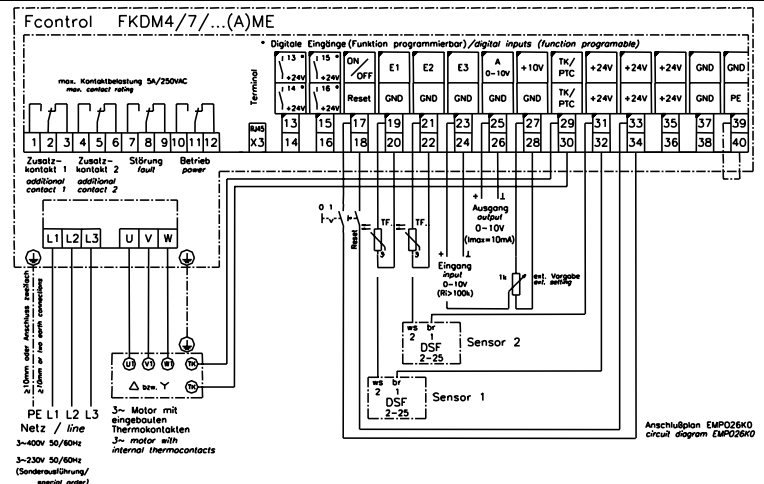 Fcontrol FKDM4/7/...(A)ME
* Digitale Eingänge (Funktion programmierbar)/digital inputs (function programable)
max. Kontaktbelastung 5A/250VAC
max. contact rating
Terminal
13 * 15 * ON/OFF E1 E2 E3 A 0-10V +10V TK/PTC +24V +24V +24V GND GND
+24V +24V
14 * 16 * Reset GND GND GND GND GND TK/PTC +24V +24V +24V GND PE
+24V +24V
RJ45 13 15 17 19 21 23 25 27 29 31 33 35 37 39
1 2 3 4 5 6 7 8 9 10 11 12 X3 14 16 18 20 22 24 26 28 30 32 34 36 38 40
Zusatz- Zusatz- Störung Betrieb
kontakt 1 kontakt 2 fault power
additional additional
contact 1 contact 2
L1 L2 L3 U V W
0 1
Reset
TF.
TF.
3
3
+ ⊥
Ausgang
output
0-10V
(Imax=10mA)
+ ⊥
Eingang
input
0-10V
(Ri>100k)
1k
ext. Vorgabe
ext. setting
≥10mm oder Anschluss zweifach
≥10mm or two earth connections
U1 V1 W1 TK
△ bzw. Y TK
ws br
2 1
DSF
2-25
Sensor 2
ws br
2 1
DSF
2-25
Sensor 1
PE L1 L2 L3
Netz / line
3~400V 50/60Hz
3~230V 50/60Hz
(Sonderausführung/
special order)
3~ Motor mit
eingebauten
Thermokontakten
3~ motor with
internal thermocontacts
Anschlußplan EMP026K0
circuit diagram EMP026K0